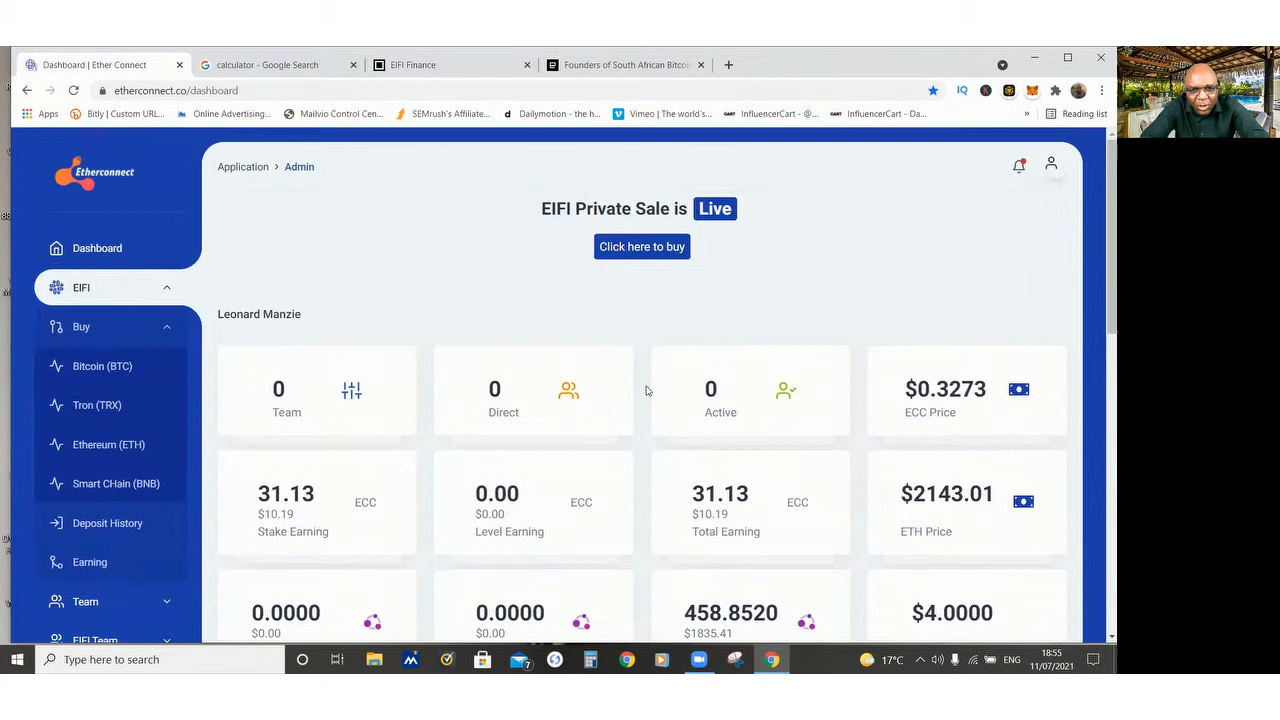 Dashboard | Ether Connect
calculator - Google Search
EIFI Finance
Founders of South African Bitcoi
etherconnect.co/dashboard
IQ
Apps
Bitly | Custom URL...
Online Advertising...
Mailvio Control Cen...
SEMrush's Affiliate...
Dailymotion - the h...
Vimeo | The world's...
InfluencerCart - @...
InfluencerCart - Da...
»
Reading list
Etherconnect
Application > Admin
EIFI Private Sale is Live
Click here to buy
Dashboard
EIFI
Buy
Bitcoin (BTC)
Tron (TRX)
Ethereum (ETH)
Smart CHain (BNB)
Deposit History
Earning
Team
EIFI Team
Leonard Manzie
0
Team
0
Direct
0
Active
$0.3273
ECC Price
31.13
ECC
$10.19
Stake Earning
0.00
ECC
$0.00
Level Earning
31.13
ECC
$10.19
Total Earning
$2143.01
ETH Price
0.0000
$0.00
0.0000
$0.00
458.8520
$1835.41
$4.0000
Type here to search
7
17°C
ENG
18:55
11/07/2021